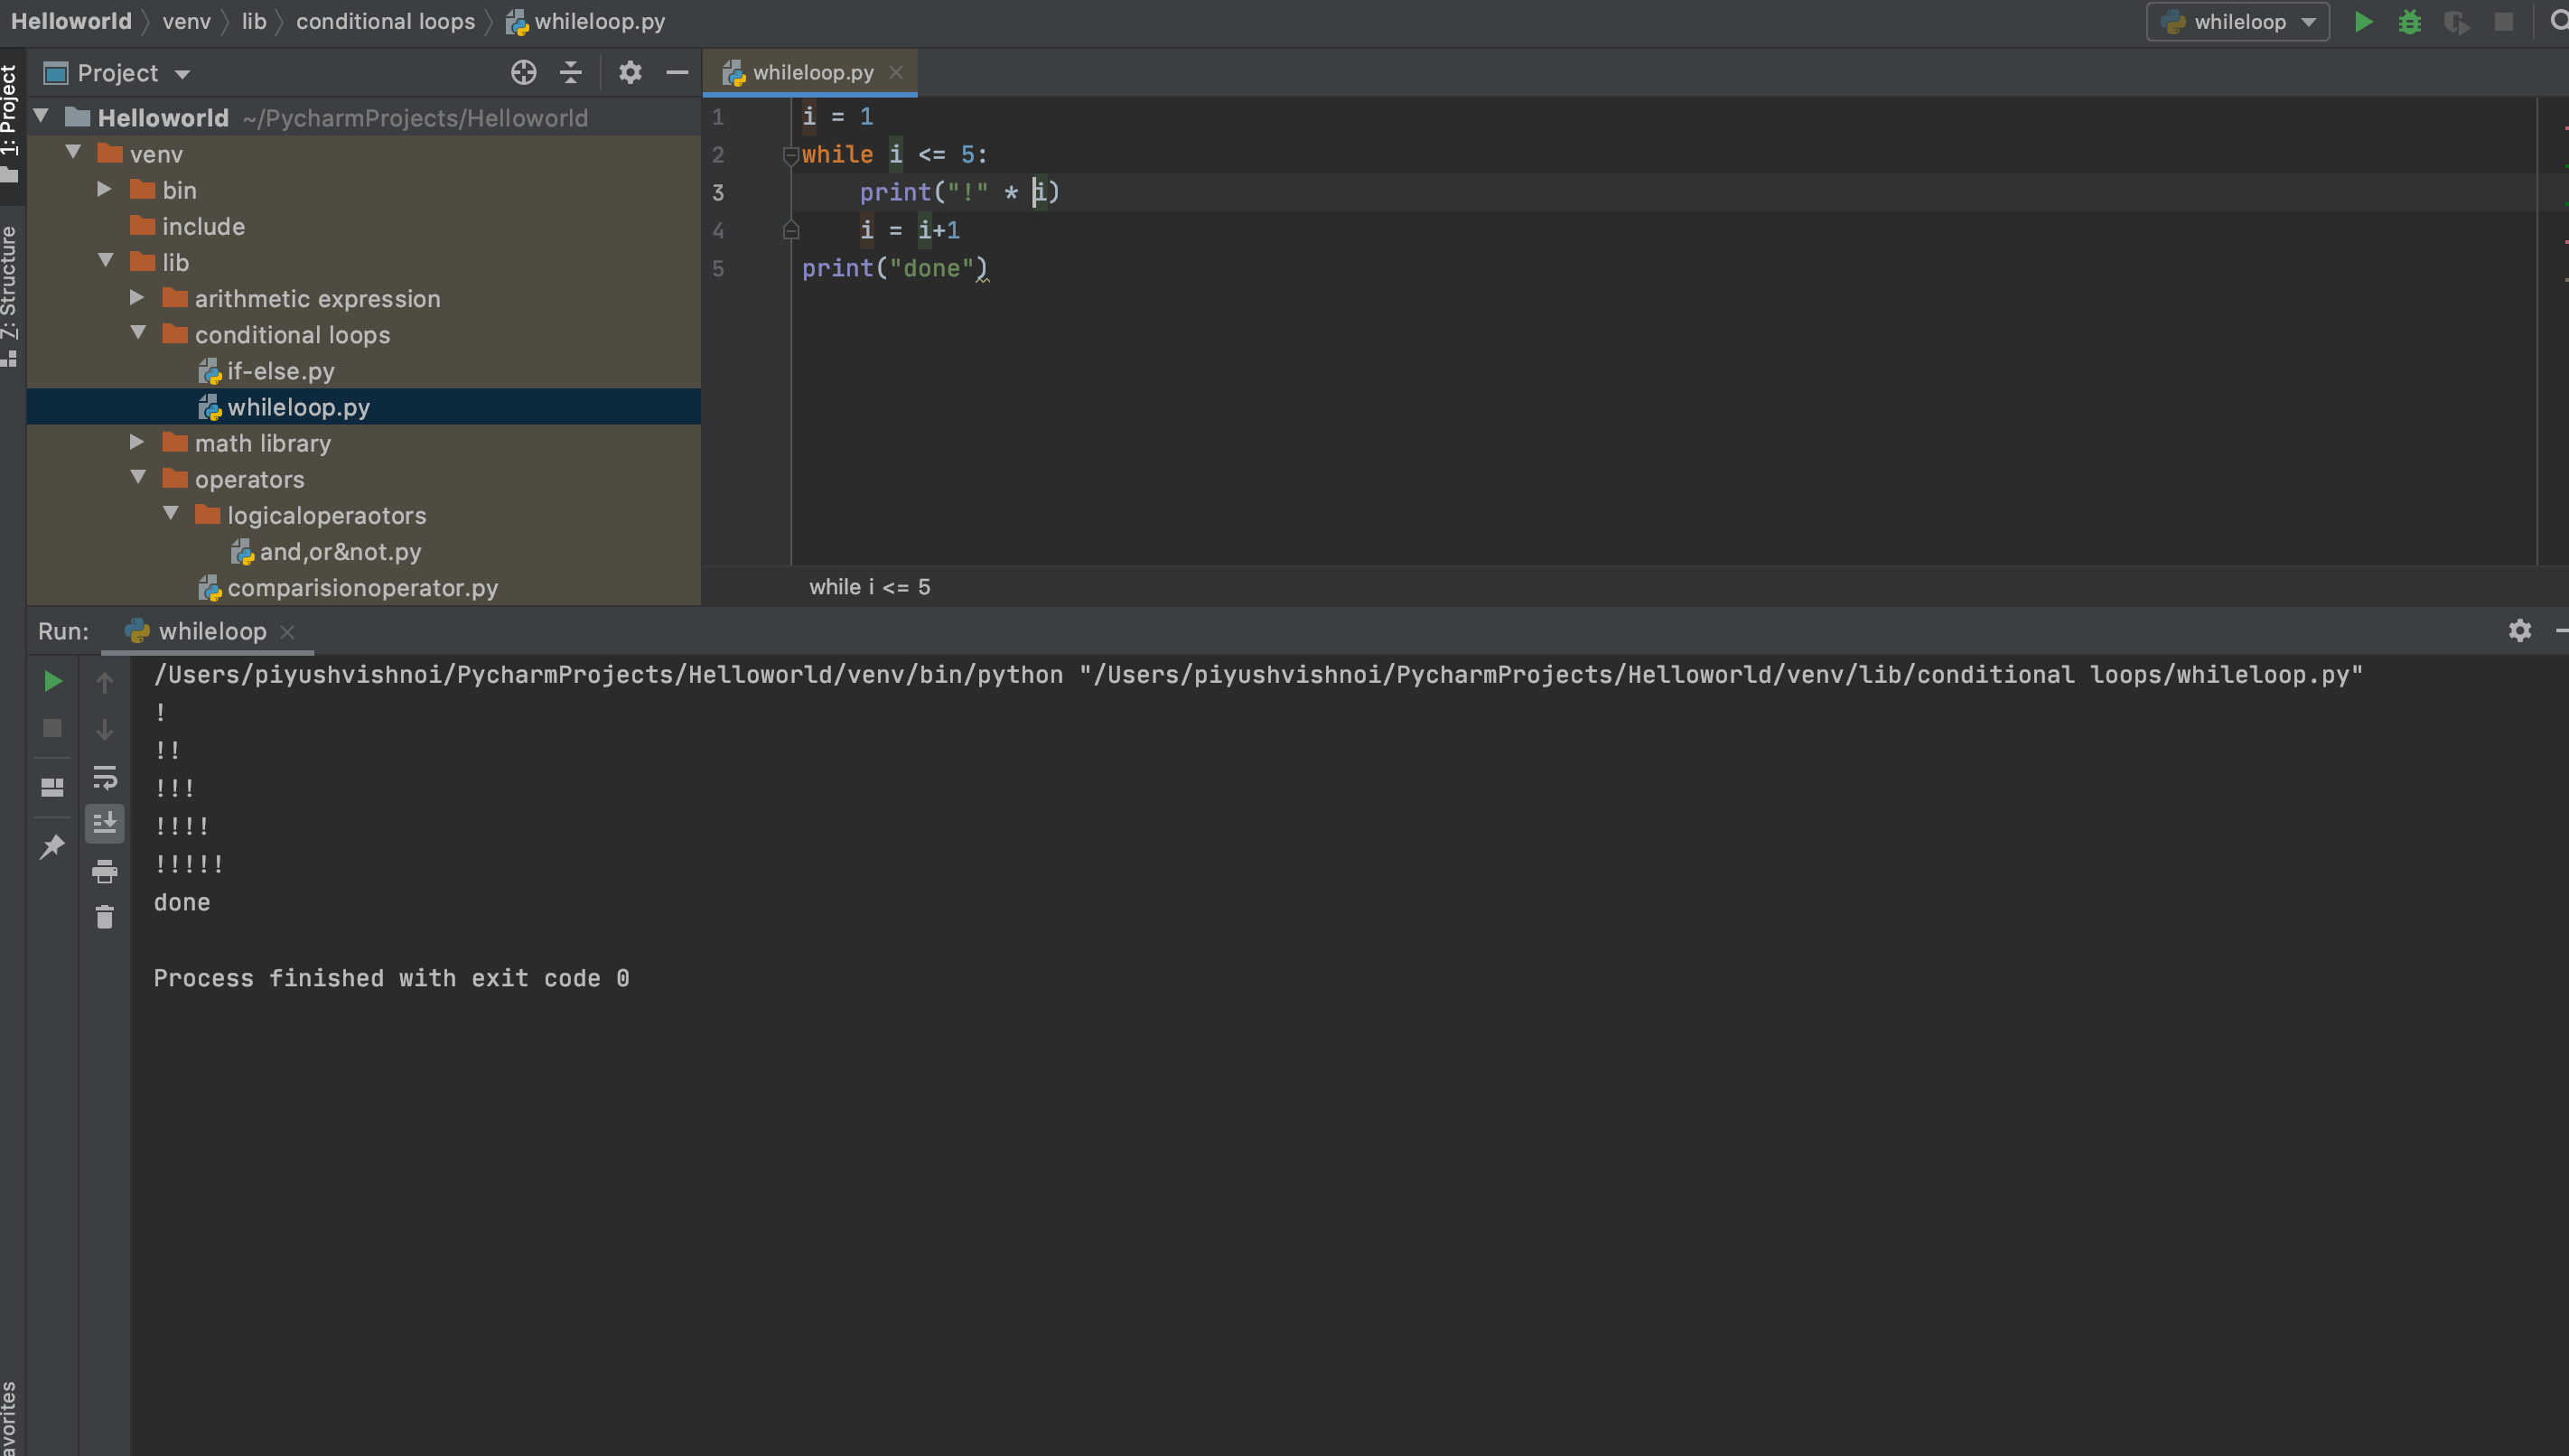 Helloworld venv lib conditional loops whileloop.py
whileloop
1: Project
7: Structure
avorites
Project
Helloworld ~/PycharmProjects/Helloworld
venv
bin
include
lib
arithmetic expression
conditional loops
if-else.py
whileloop.py
math library
operators
logicaloperaotors
and,or&not.py
comparisionoperator.py
whileloop.py
1 i = 1
2 while i <= 5:
3     print("!" * i)
4     i = i+1
5 print("done")
while i <= 5
Run: whileloop
/Users/piyushvishnoi/PycharmProjects/Helloworld/venv/bin/python "/Users/piyushvishnoi/PycharmProjects/Helloworld/venv/lib/conditional loops/whileloop.py"
!
!!
!!!
!!!!
!!!!!
done
Process finished with exit code 0